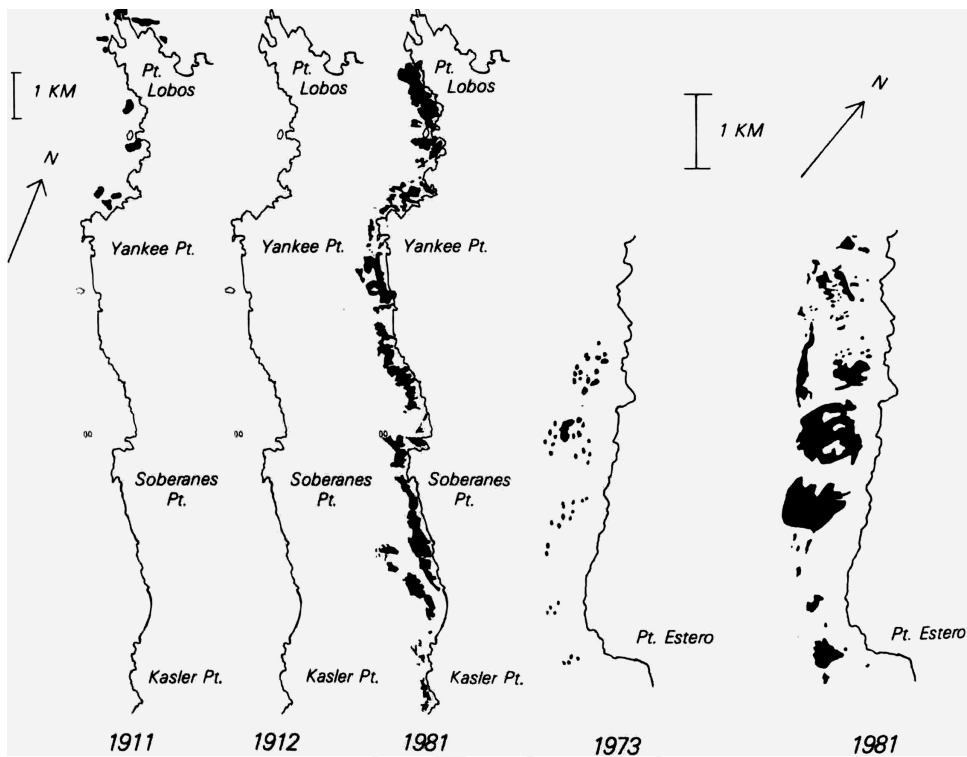 Pt.
Lobos
1 KM
N
Yankee Pt.
Soberanes
Pt.
Kasler Pt.
1911
Pt.
Lobos
Yankee Pt.
Soberanes
Pt.
Kasler Pt.
1912
Pt.
Lobos
Yankee Pt.
Soberanes
Pt.
Kasler Pt.
1981
1 KM
N
Pt. Estero
1973
Pt. Estero
1981